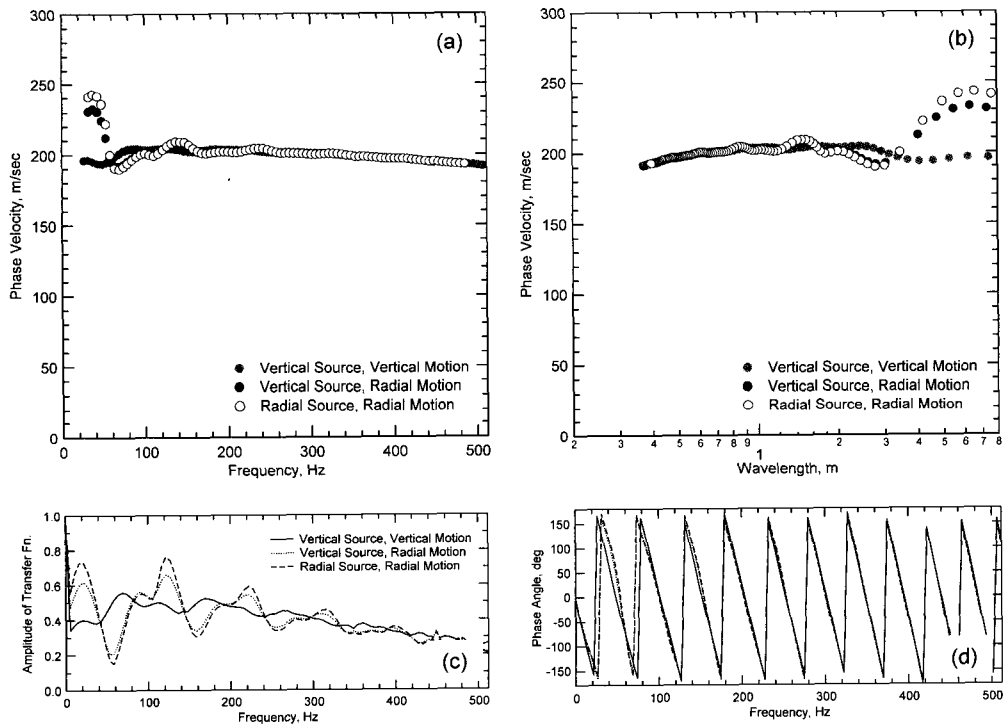 (a)
300
250
200
150
100
50
0
Phase Velocity, m/sec
Vertical Source, Vertical Motion
Vertical Source, Radial Motion
Radial Source, Radial Motion
0 100 200 300 400 500
Frequency, Hz
(b)
300
250
200
150
100
50
0
Phase Velocity, m/sec
Vertical Source, Vertical Motion
Vertical Source, Radial Motion
Radial Source, Radial Motion
2 3 4 5 6 7 8 9 1 2 3 4 5 6 7 8
Wavelength, m
1.0
0.8
0.6
0.4
0.2
0.0
Amplitude of Transfer Fn.
Vertical Source, Vertical Motion
Vertical Source, Radial Motion
Radial Source, Radial Motion
(c)
0 100 200 300 400 500
Frequency, Hz
150
100
50
0
-50
-100
-150
Phase Angle, deg
(d)
0 100 200 300 400 500
Frequency, Hz